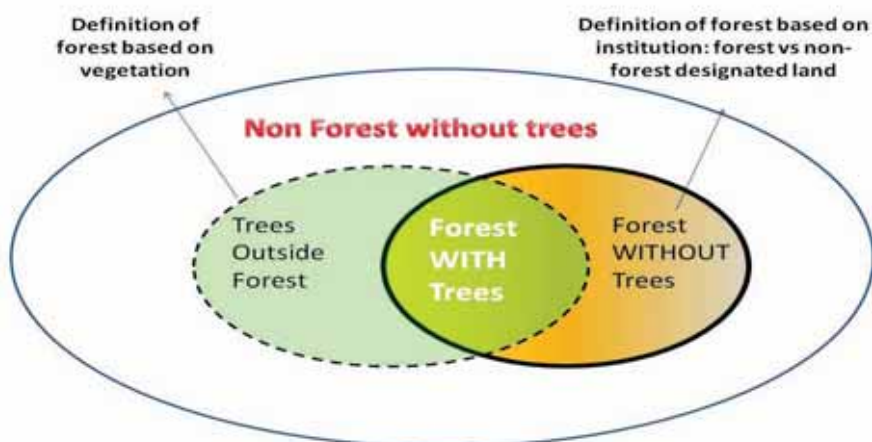 Definition of
forest based on
vegetation
Definition of forest based on
institution: forest vs non-
forest designated land
Non Forest without trees
Trees
Outside
Forest
Forest
WITH
Trees
Forest
WITHOUT
Trees